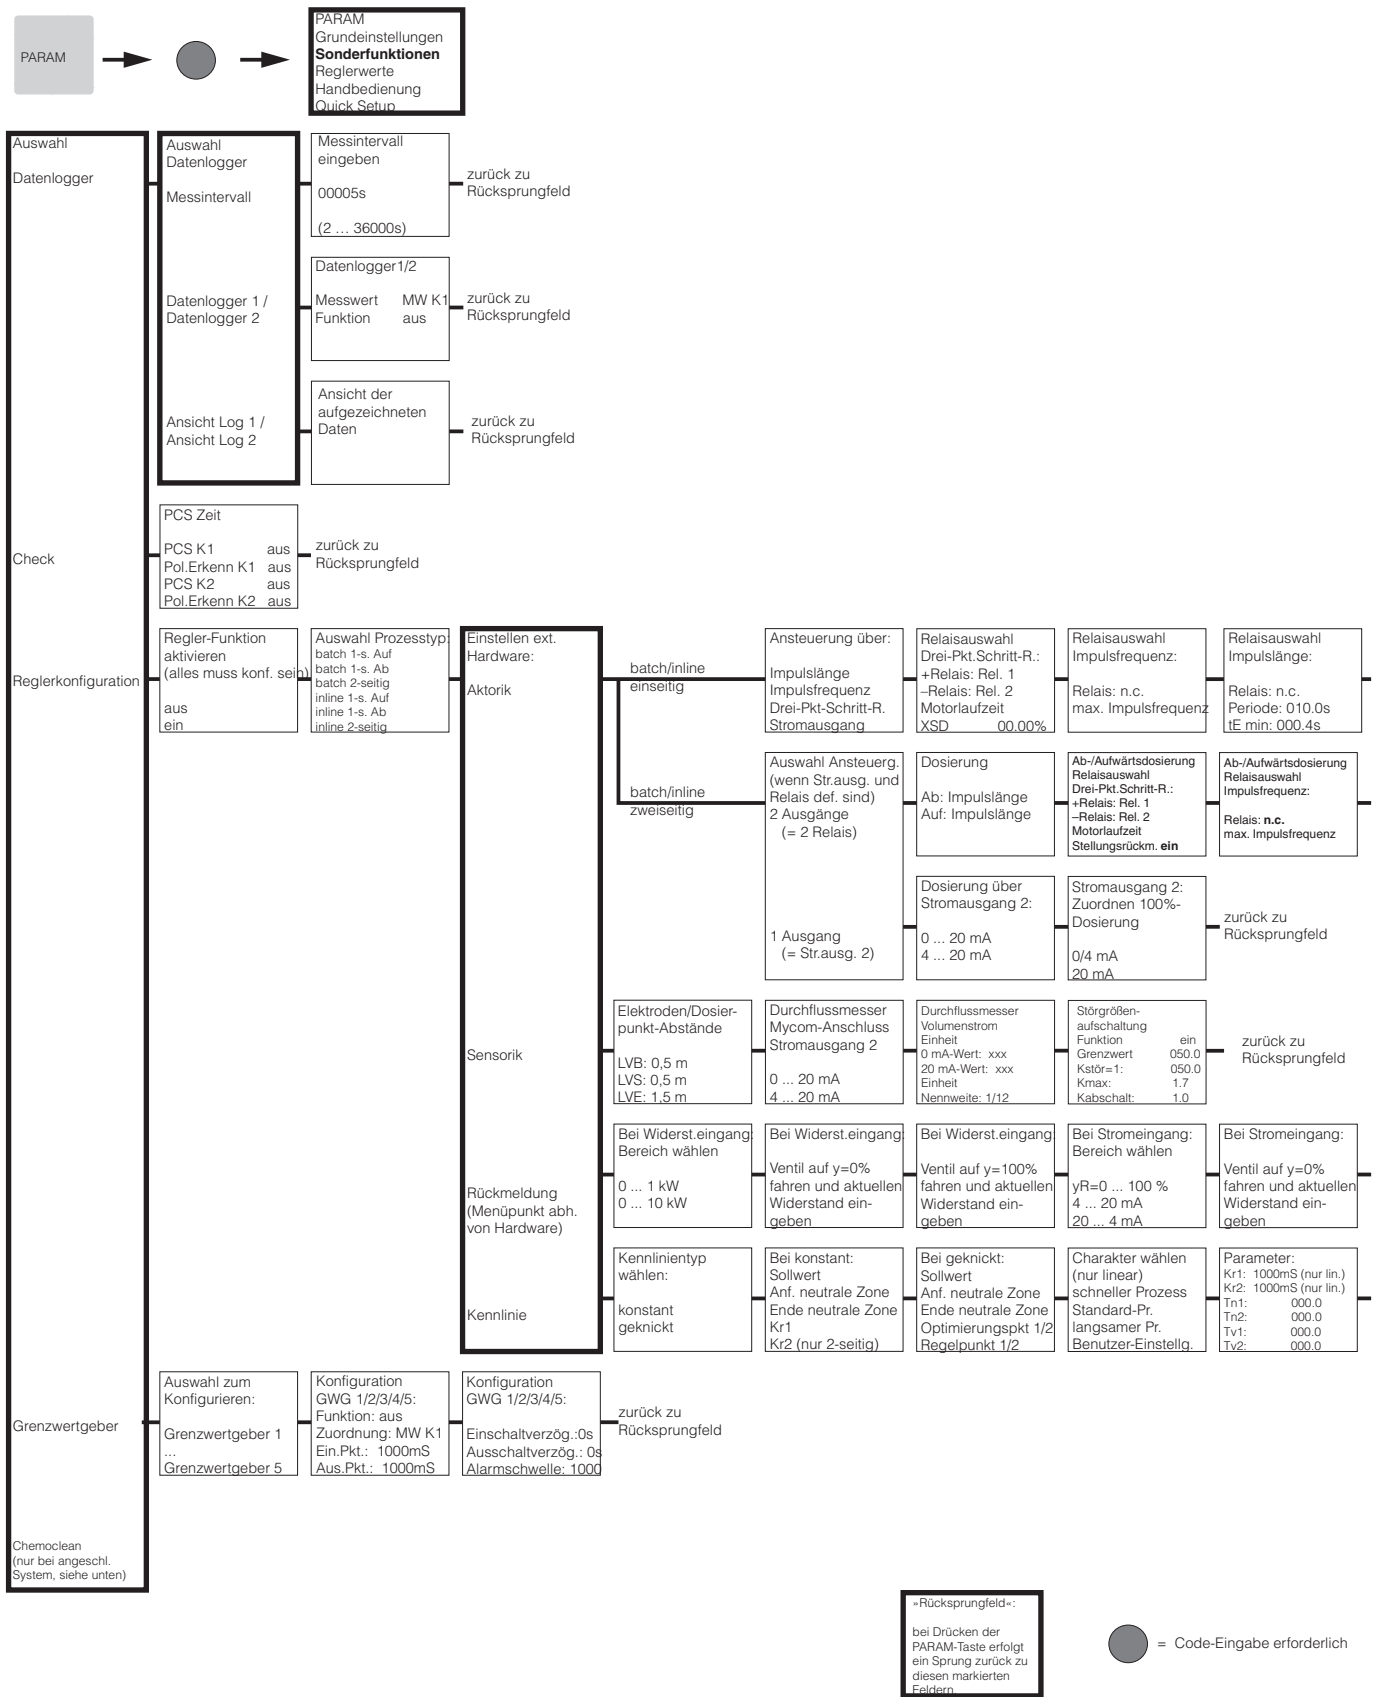 PARAM
PARAM
Grundeinstellungen
Sonderfunktionen
Reglerwerte
Handbedienung
Quick Setup
Auswahl
Datenlogger
Auswahl
Datenlogger
Messintervall
Messintervall
eingeben
00005s
(2 ... 36000s)
zurück zu
Rücksprungfeld
Datenlogger 1 /
Datenlogger 2
Datenlogger1/2
Messwert MW K1
Funktion aus
zurück zu
Rücksprungfeld
Ansicht Log 1 /
Ansicht Log 2
Ansicht der
aufgezeichneten
Daten
zurück zu
Rücksprungfeld
Check
PCS Zeit
PCS K1 aus
Pol.Erkenn K1 aus
PCS K2 aus
Pol.Erkenn K2 aus
zurück zu
Rücksprungfeld
Reglerkonfiguration
Regler-Funktion
aktivieren
(alles muss konf. sein)
aus
ein
Auswahl Prozesstyp:
batch 1-s. Auf
batch 1-s. Ab
batch 2-seitig
inline 1-s. Auf
inline 1-s. Ab
inline 2-seitig
Einstellen ext.
Hardware:
Aktorik
batch/inline
einseitig
Ansteuerung über:
Impulslänge
Impulsfrequenz
Drei-Pkt-Schritt-R.
Stromausgang
Relaisauswahl
Drei-Pkt.Schritt-R.:
+Relais: Rel. 1
–Relais: Rel. 2
Motorlaufzeit
XSD 00.00%
Relaisauswahl
Impulsfrequenz:
Relais: n.c.
max. Impulsfrequenz
Relaisauswahl
Impulslänge:
Relais: n.c.
Periode: 010.0s
tE min: 000.4s
batch/inline
zweiseitig
Auswahl Ansteuerg.
(wenn Str.ausg. und
Relais def. sind)
2 Ausgänge
(= 2 Relais)
1 Ausgang
(= Str.ausg. 2)
Dosierung
Ab: Impulslänge
Auf: Impulslänge
Ab-/Aufwärtsdosierung
Relaisauswahl
Drei-Pkt.Schritt-R.:
+Relais: Rel. 1
–Relais: Rel. 2
Motorlaufzeit
Stellungsrückm. ein
Ab-/Aufwärtsdosierung
Relaisauswahl
Impulsfrequenz:
Relais: n.c.
max. Impulsfrequenz
Dosierung über
Stromausgang 2:
0 ... 20 mA
4 ... 20 mA
Stromausgang 2:
Zuordnen 100%-
Dosierung
0/4 mA
20 mA
zurück zu
Rücksprungfeld
Sensorik
Elektroden/Dosier-
punkt-Abstände
LVB: 0,5 m
LVS: 0,5 m
LVE: 1,5 m
Durchflussmesser
Mycom-Anschluss
Stromausgang 2
0 ... 20 mA
4 ... 20 mA
Durchflussmesser
Volumenstrom
Einheit
0 mA-Wert: xxx
20 mA-Wert: xxx
Einheit
Nennweite: 1/12
Störgrößen-
aufschaltung
Funktion ein
Grenzwert 050.0
Kstör=1: 050.0
Kmax: 1.7
Kabschalt: 1.0
zurück zu
Rücksprungfeld
Rückmeldung
(Menüpunkt abh.
von Hardware)
Bei Widerst.eingang:
Bereich wählen
0 ... 1 kW
0 ... 10 kW
Bei Widerst.eingang:
Ventil auf y=0%
fahren und aktuellen
Widerstand ein-
geben
Bei Widerst.eingang:
Ventil auf y=100%
fahren und aktuellen
Widerstand ein-
geben
Bei Stromeingang:
Bereich wählen
yR=0 ... 100 %
4 ... 20 mA
20 ... 4 mA
Bei Stromeingang:
Ventil auf y=0%
fahren und aktuellen
Widerstand ein-
geben
Kennlinie
Kennlinientyp
wählen:
konstant
geknickt
Bei konstant:
Sollwert
Anf. neutrale Zone
Ende neutrale Zone
Kr1
Kr2 (nur 2-seitig)
Bei geknickt:
Sollwert
Anf. neutrale Zone
Ende neutrale Zone
Optimierungspkt 1/2
Regelpunkt 1/2
Charakter wählen
(nur linear)
schneller Prozess
Standard-Pr.
langsamer Pr.
Benutzer-Einstellg.
Parameter:
Kr1: 1000mS (nur lin.)
Kr2: 1000mS (nur lin.)
Tn1: 000.0
Tn2: 000.0
Tv1: 000.0
Tv2: 000.0
Grenzwertgeber
Auswahl zum
Konfigurieren:
Grenzwertgeber 1
...
Grenzwertgeber 5
Konfiguration
GWG 1/2/3/4/5:
Funktion: aus
Zuordnung: MW K1
Ein.Pkt.: 1000mS
Aus.Pkt.: 1000mS
Konfiguration
GWG 1/2/3/4/5:
Einschaltverzög.:0s
Ausschaltverzög.: 0s
Alarmschwelle: 1000
zurück zu
Rücksprungfeld
Chemoclean
(nur bei angeschl.
System, siehe unten)
»Rücksprungfeld«:
bei Drücken der
PARAM-Taste erfolgt
ein Sprung zurück zu
diesen markierten
Feldern.
= Code-Eingabe erforderlich